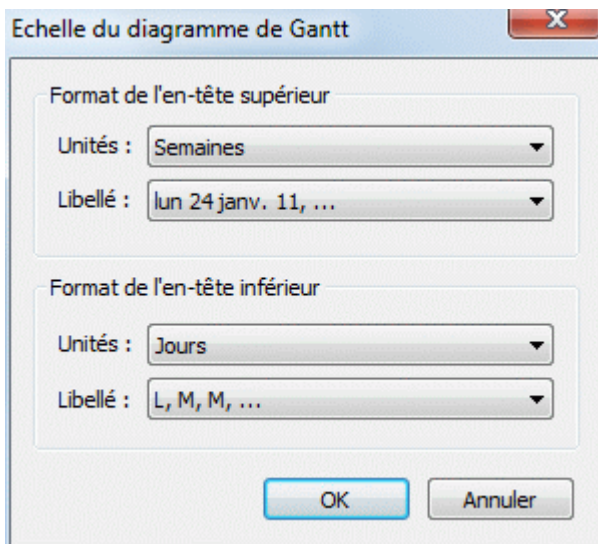 Echelle du diagramme de Gantt
Format de l'en-tête supérieur
Unités : Semaines
Libellé : lun 24 janv. 11, ...
Format de l'en-tête inférieur
Unités : Jours
Libellé : L, M, M, ...
OK Annuler